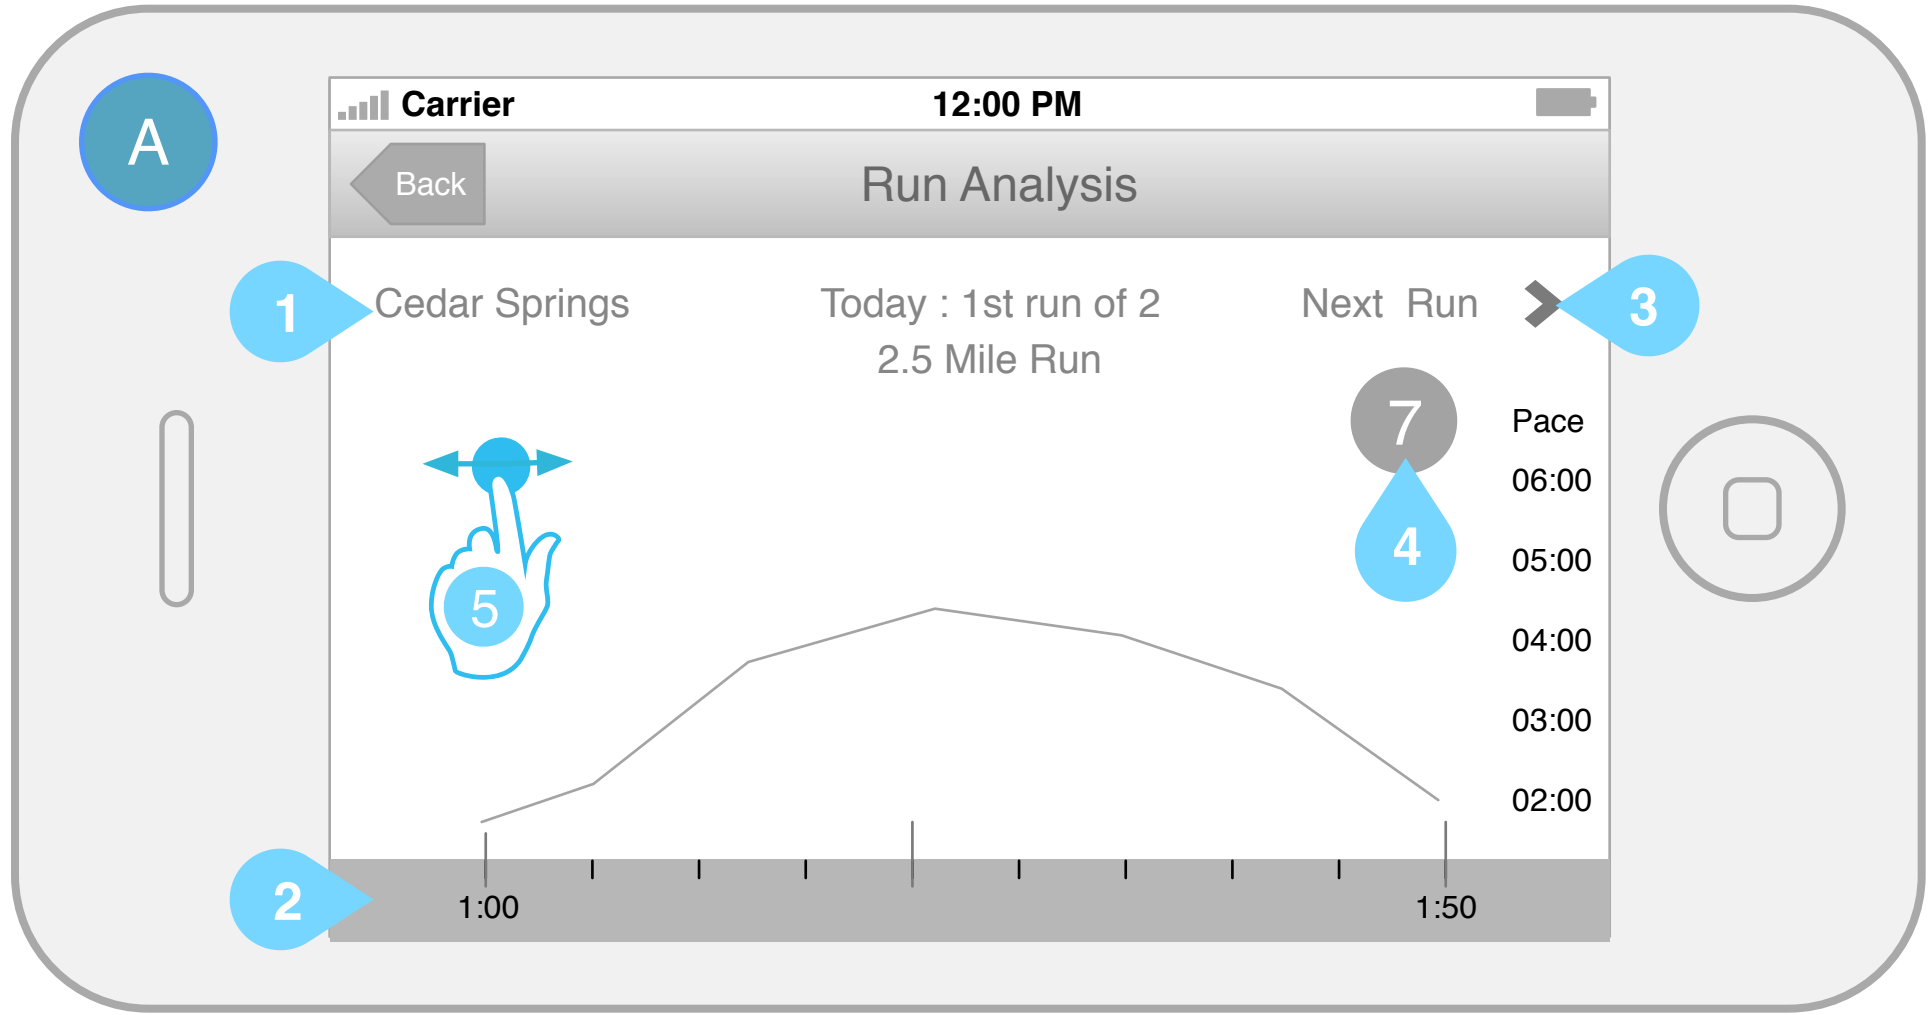 A
Carrier
12:00 PM
Back
Run Analysis
1
Cedar Springs
Today : 1st run of 2
2.5 Mile Run
Next Run
3
7
4
5
Pace
06:00
05:00
04:00
03:00
02:00
2
1:00
1:50